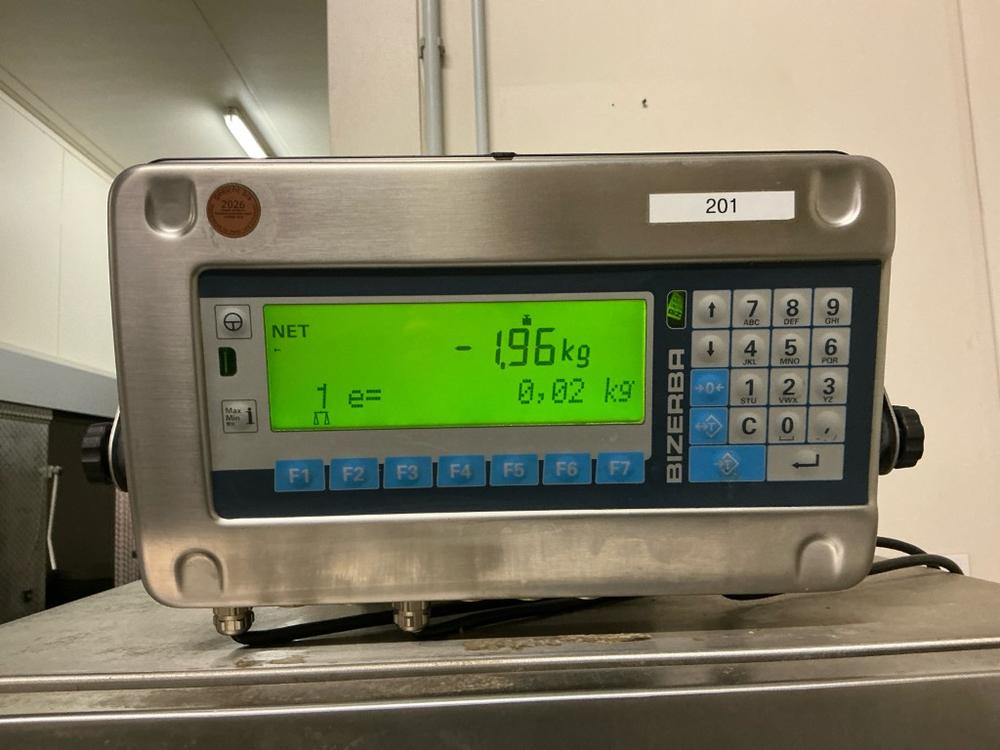 2026
201
NET
- 1,96 kg
1 e= 0,02 kg
Max
Min
i
BIZERBA
F1 F2 F3 F4 F5 F6 F7
7 8 9
ABC DEF GHI
4 5 6
JKL MNO PQR
→0← 1 2 3
STU VWX YZ
T C 0 ,
T